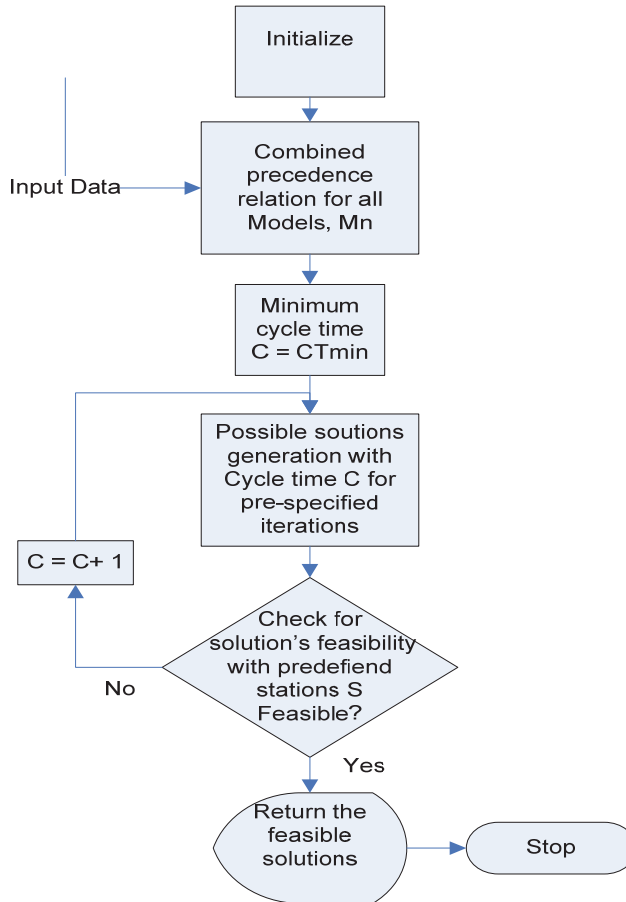 Initialize
Combined
precedence
relation for all
Models, Mn
Input Data
Minimum
cycle time
C = CTmin
Possible soutions
generation with
Cycle time C for
pre-specified
iterations
C = C+ 1
Check for
solution’s feasibility
with predefiend
stations S
Feasible?
No
Yes
Return the
feasible
solutions
Stop